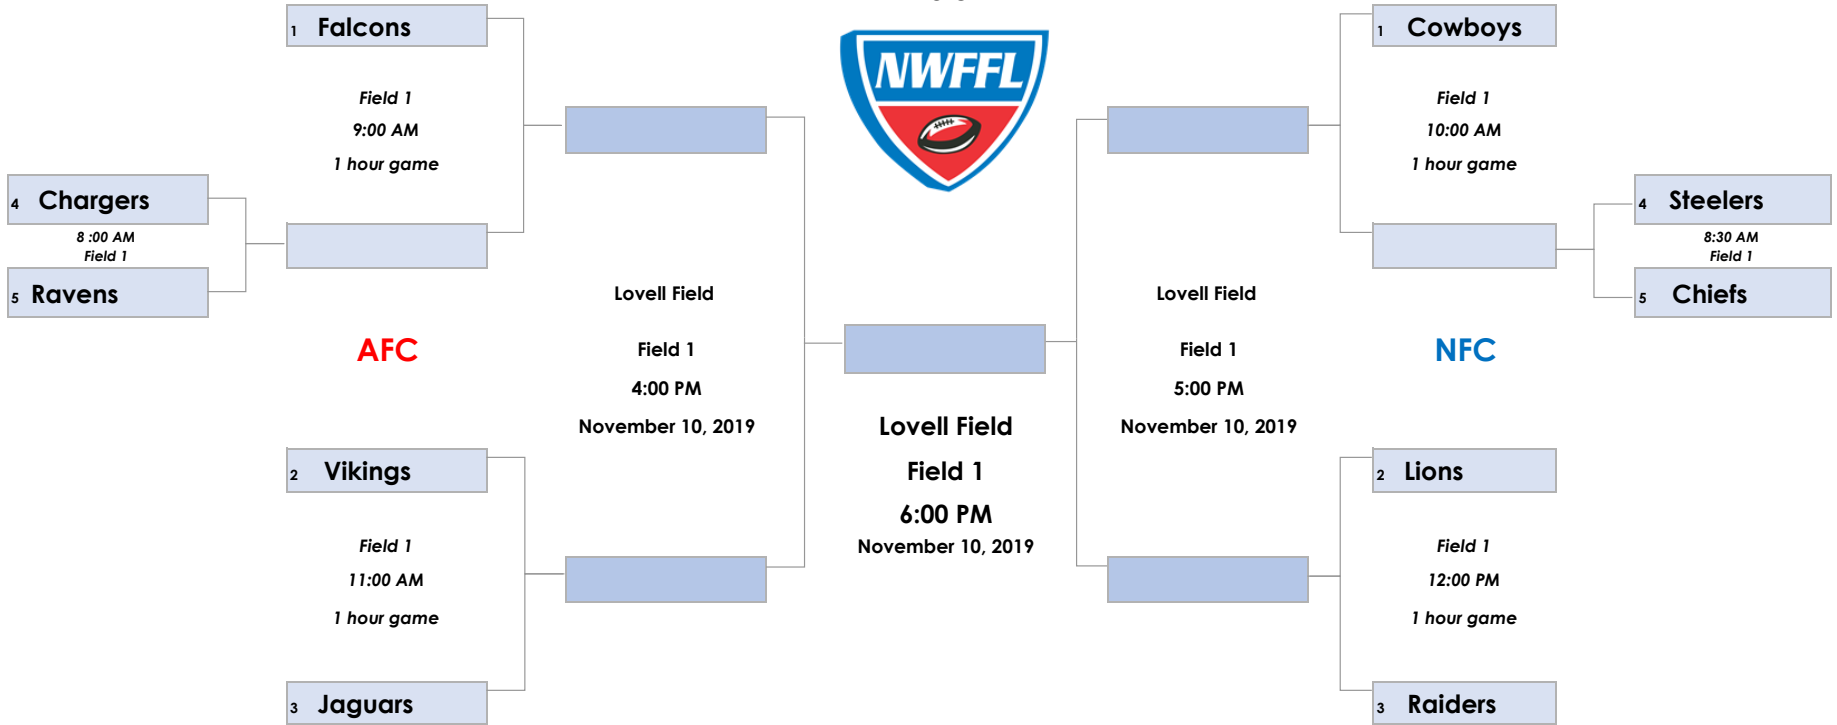 1 Falcons
Field 1
9:00 AM
1 hour game
4 Chargers
8 :00 AM
Field 1
5 Ravens
AFC
2 Vikings
Field 1
11:00 AM
1 hour game
3 Jaguars
Lovell Field
Field 1
4:00 PM
November 10, 2019
NWFFL
Lovell Field
Field 1
6:00 PM
November 10, 2019
Lovell Field
Field 1
5:00 PM
November 10, 2019
1 Cowboys
Field 1
10:00 AM
1 hour game
4 Steelers
8:30 AM
Field 1
5 Chiefs
NFC
2 Lions
Field 1
12:00 PM
1 hour game
3 Raiders